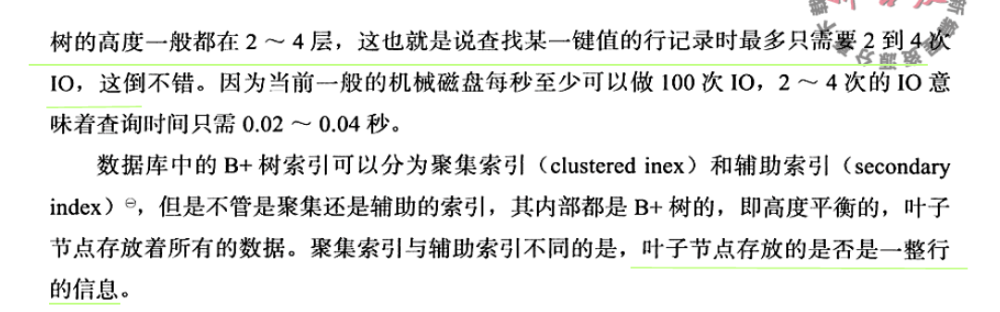 树的高度一般都在 2 ～ 4 层，这也就是说查找某一键值的行记录时最多只需要 2 到 4 次
IO，这倒不错。因为当前一般的机械磁盘每秒至少可以做 100 次 IO，2 ～ 4 次的 IO 意
味着查询时间只需 0.02 ～ 0.04 秒。
数据库中的 B+ 树索引可以分为聚集索引（clustered inex）和辅助索引（secondary
index）㊀，但是不管是聚集还是辅助的索引，其内部都是 B+ 树的，即高度平衡的，叶子
节点存放着所有的数据。聚集索引与辅助索引不同的是，叶子节点存放的是否是一整行
的信息。